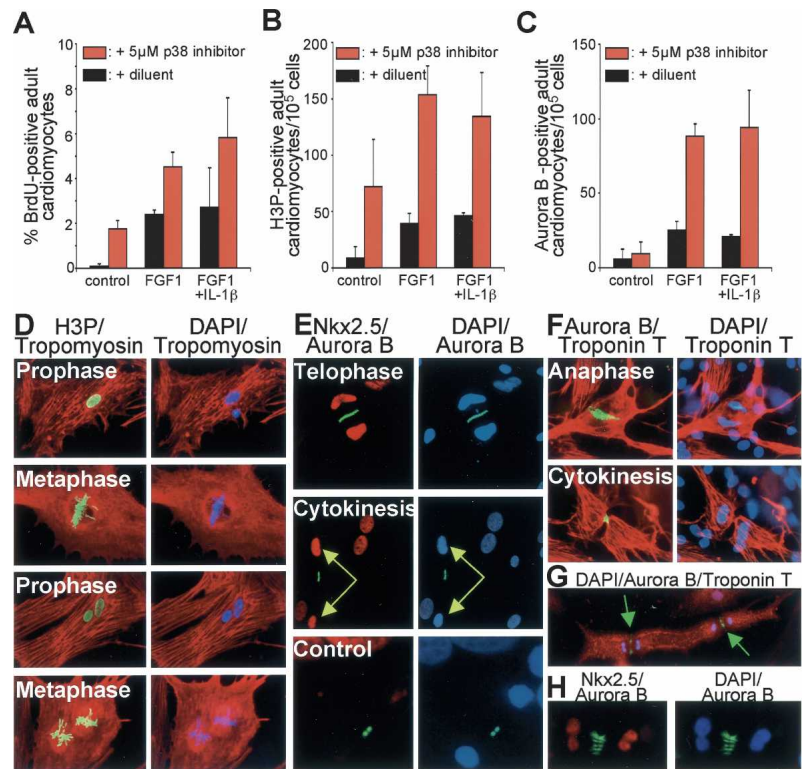 A
% BrdU-positive adult
cardiomyocytes
10
8
6
4
2
0
: + 5µM p38 inhibitor
: + diluent
control
FGF1
FGF1
+IL-1β
B
H3P-positive adult
cardiomyocytes/10⁵ cells
200
150
100
50
0
: + 5µM p38 inhibitor
: + diluent
control
FGF1
FGF1
+IL-1β
C
Aurora B -positive adult
cardiomyocytes/10⁵ cells
150
100
50
0
: + 5µM p38 inhibitor
: + diluent
control
FGF1
FGF1
+IL-1β
D
H3P/
Tropomyosin
DAPI/
Tropomyosin
Prophase
Metaphase
Prophase
Metaphase
E
Nkx2.5/
Aurora B
DAPI/
Aurora B
Telophase
Cytokinesis
Control
F
Aurora B/
Troponin T
DAPI/
Troponin T
Anaphase
Cytokinesis
G
DAPI/Aurora B/Troponin T
H
Nkx2.5/
Aurora B
DAPI/
Aurora B